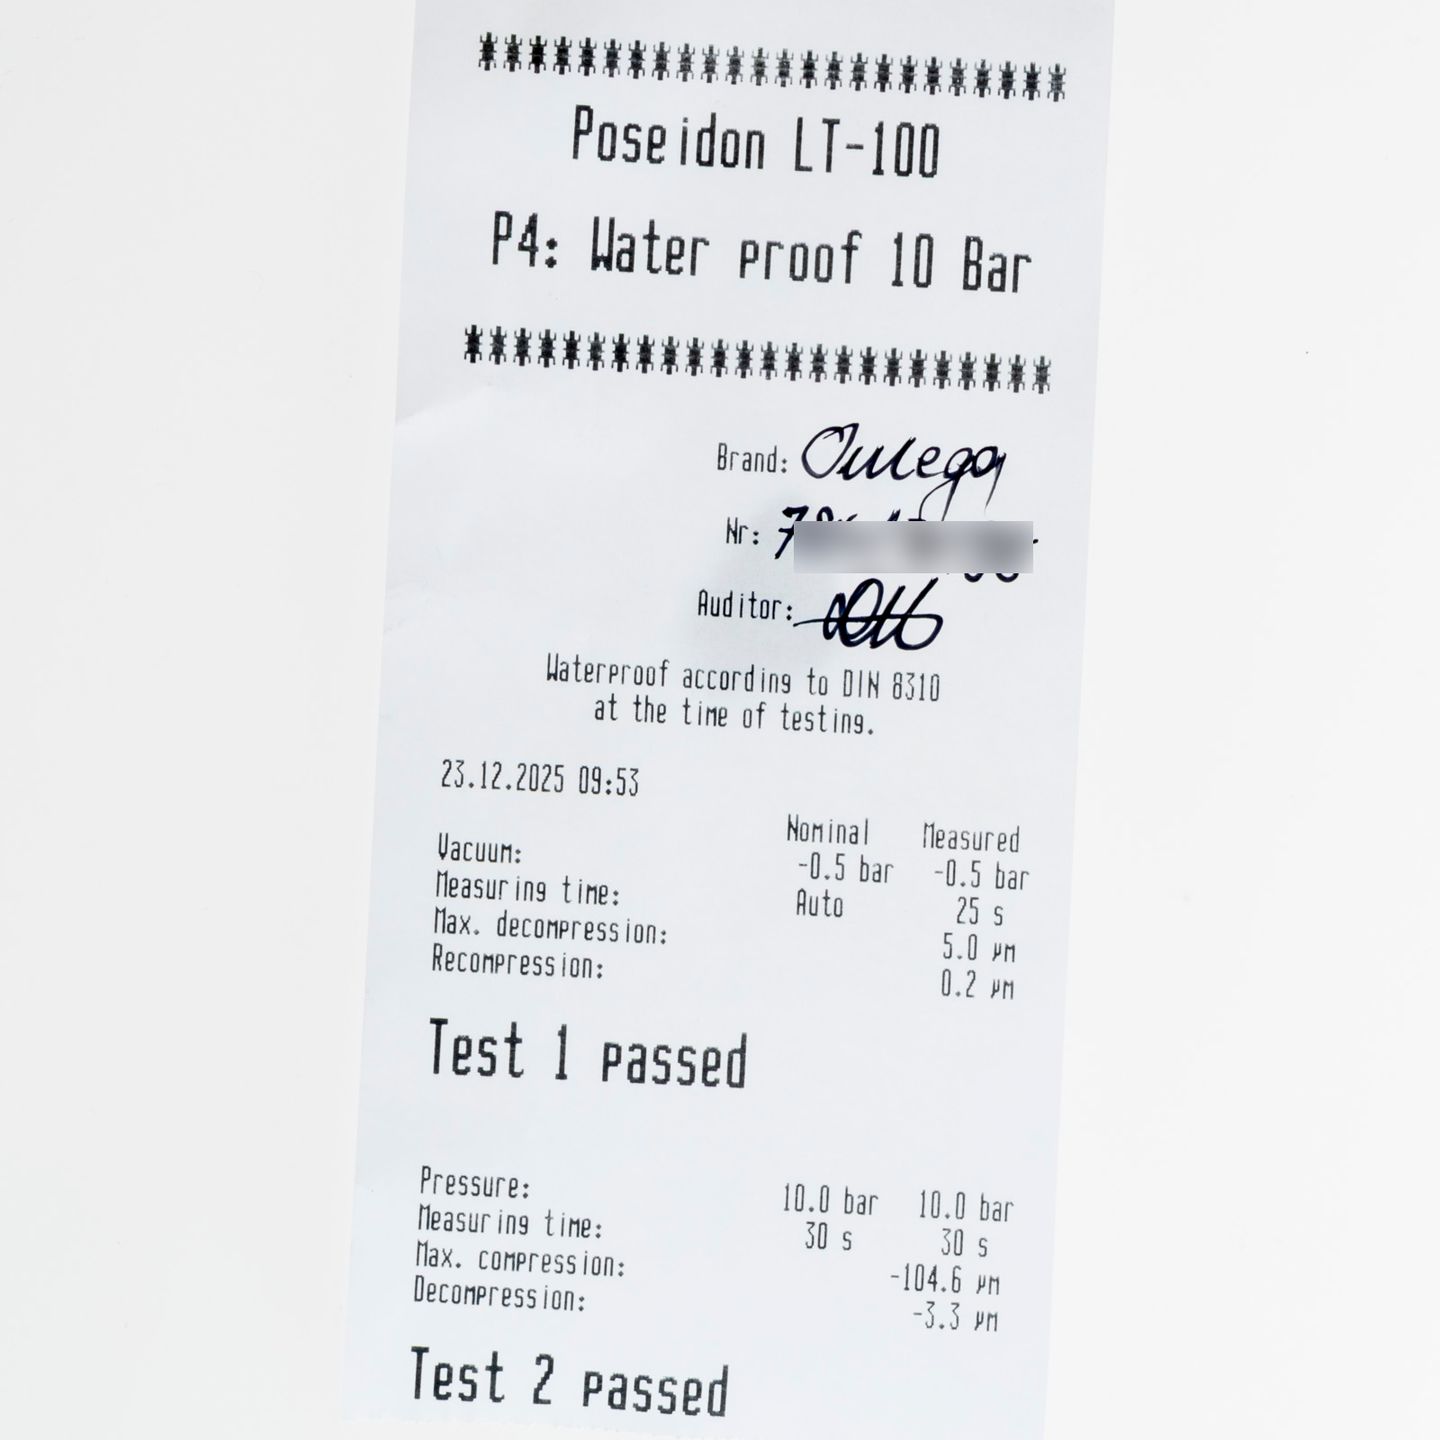 Poseidon LT-100
P4: Water proof 10 Bar
Brand: Omega
Nr: 7
Auditor:
Waterproof according to DIN 8310
at the time of testing.
23.12.2025 09:53
Nominal Measured
Vacuum: -0.5 bar -0.5 bar
Measuring time: Auto 25 s
Max. decompression: 5.0 µm
Recompression: 0.2 µm
Test 1 passed
Pressure: 10.0 bar 10.0 bar
Measuring time: 30 s 30 s
Max. compression: -104.6 µm
Decompression: -3.3 µm
Test 2 passed